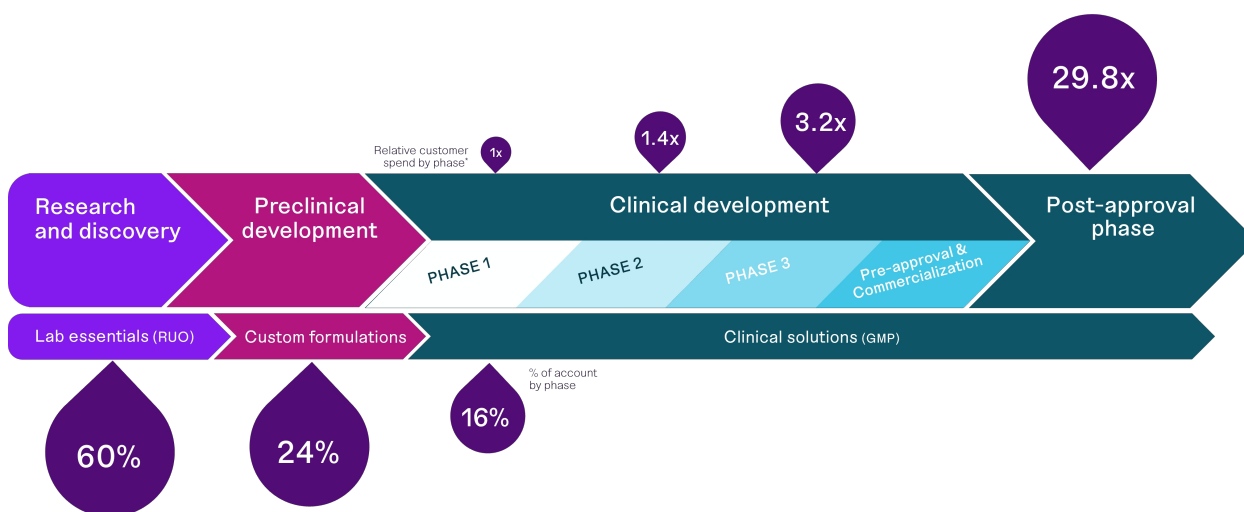 29.8x
3.2x
1.4x
1x
Relative customer
spend by phase*
Research
and discovery
Preclinical
development
Clinical development
Post-approval
phase
PHASE 1
PHASE 2
PHASE 3
Pre-approval &
Commercialization
Lab essentials (RUO)
Custom formulations
Clinical solutions (GMP)
% of account
by phase
60%
24%
16%